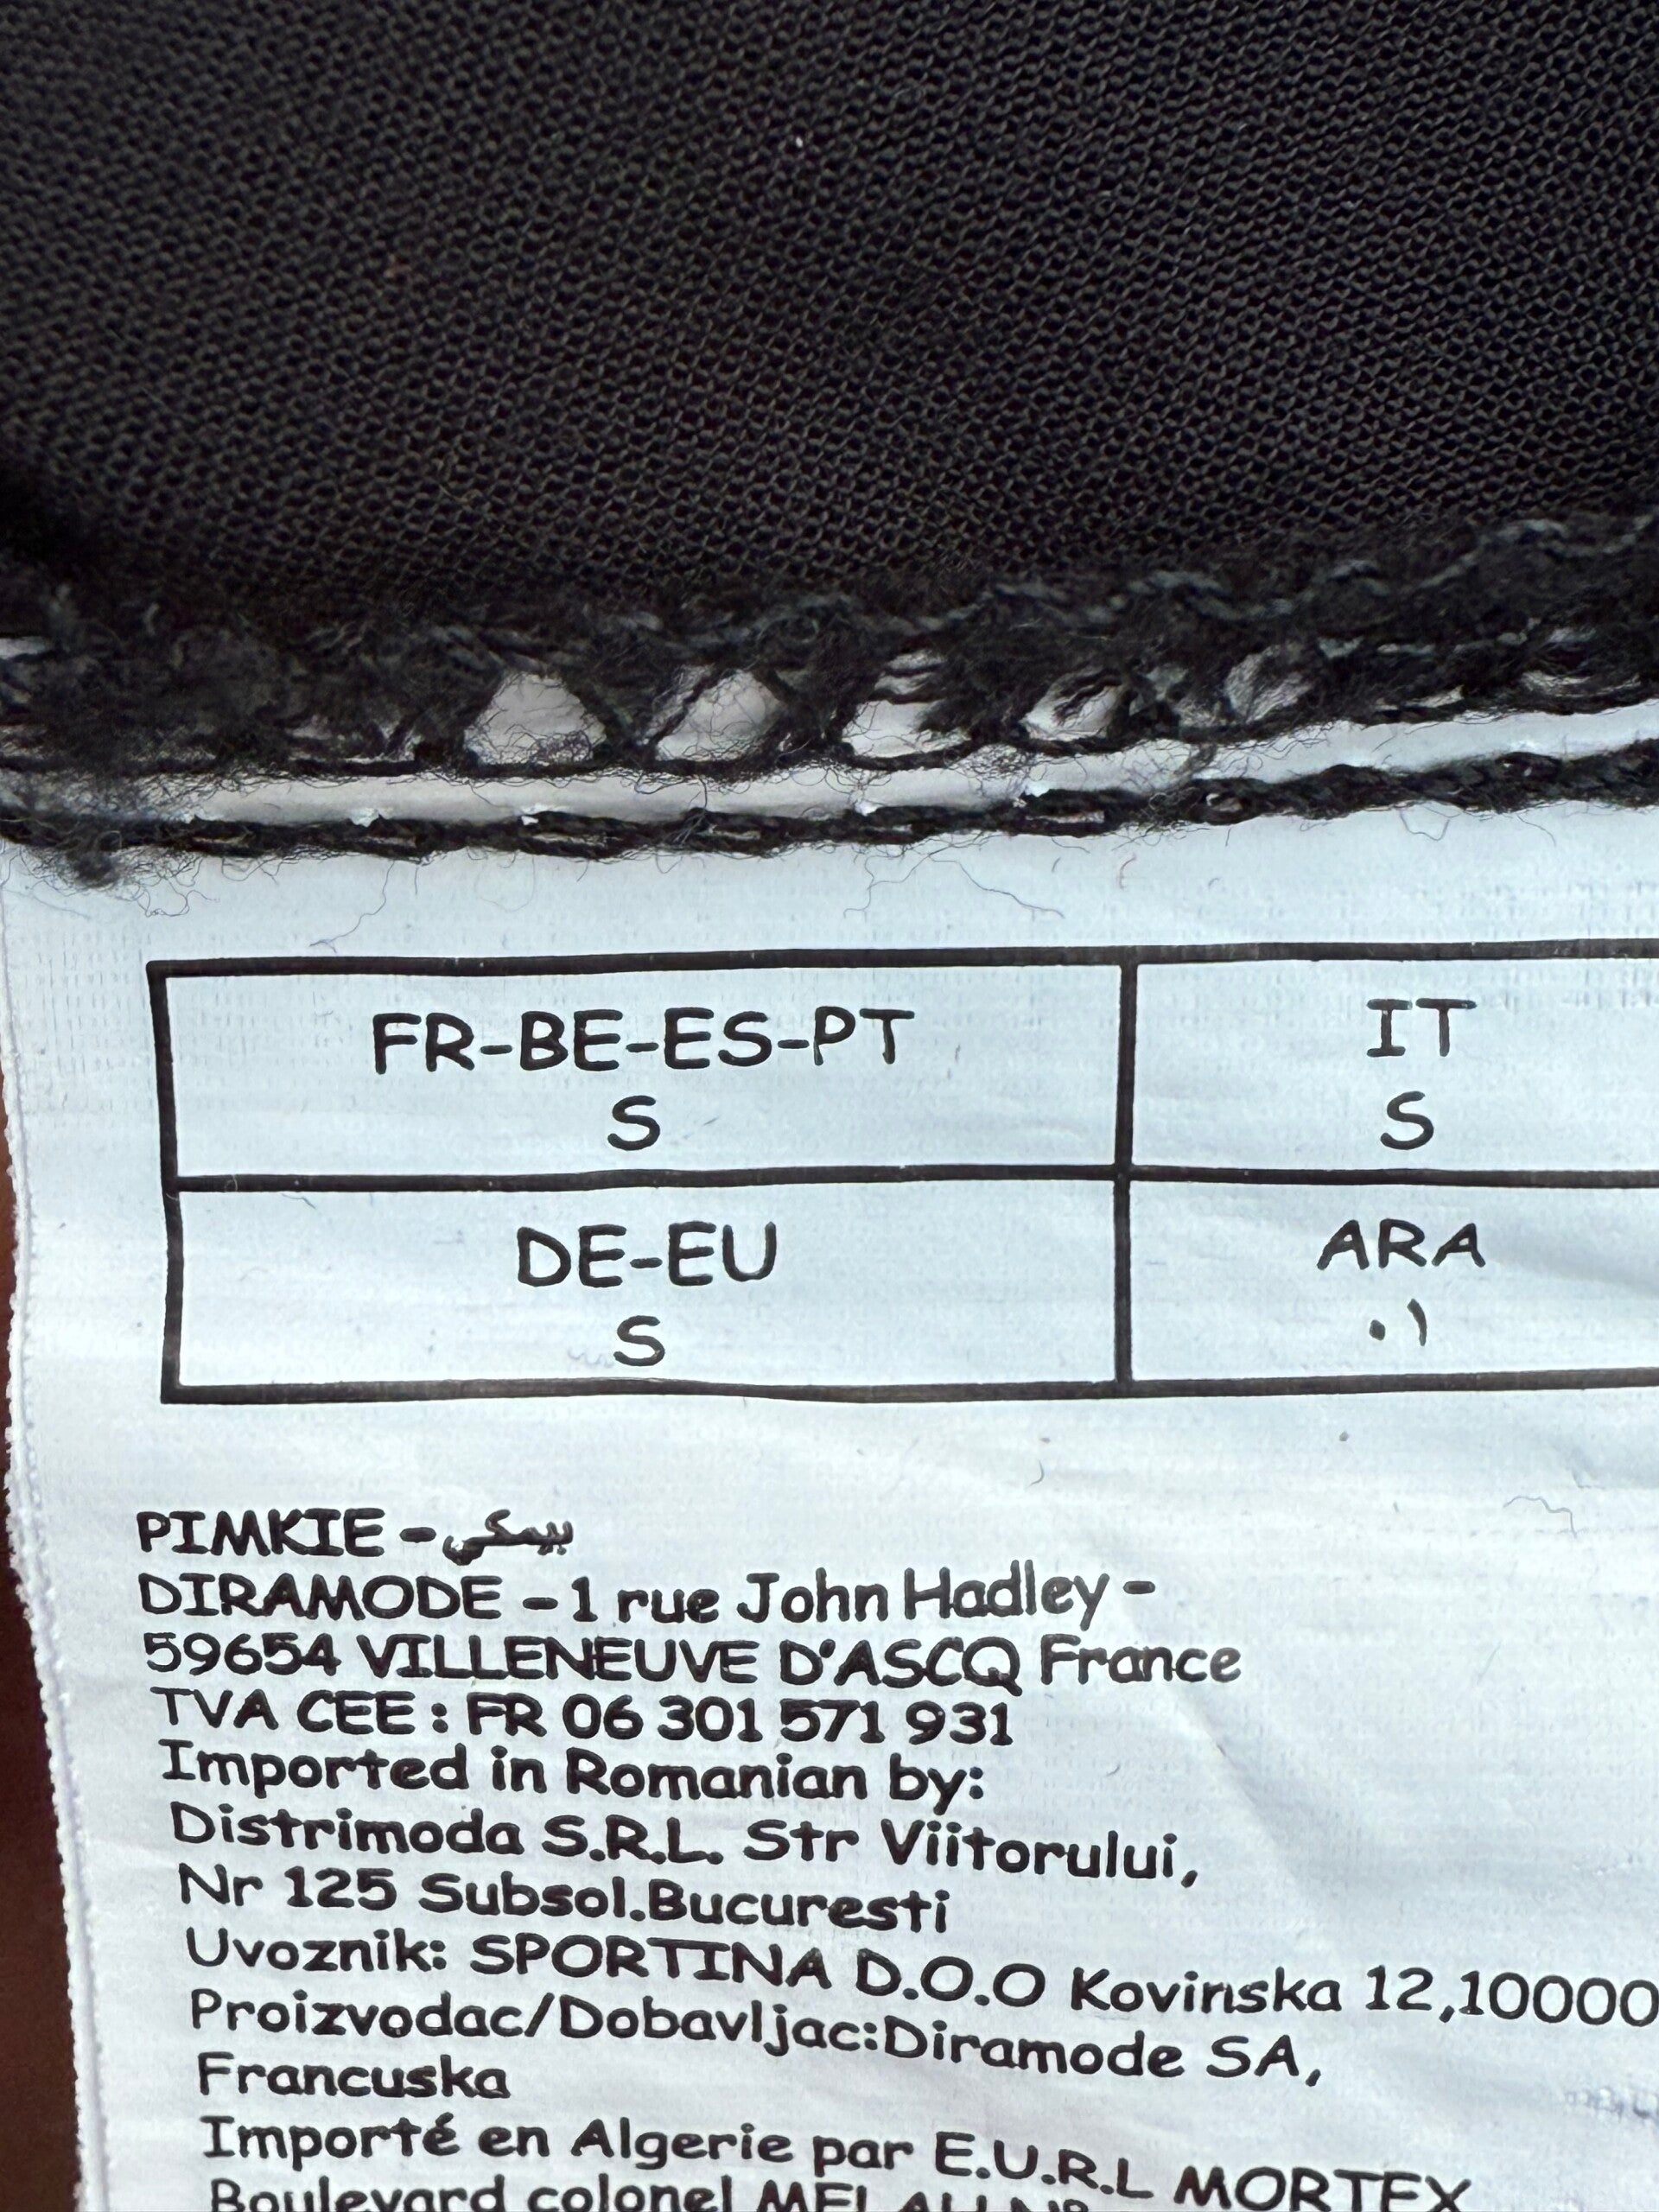 FR-BE-ES-PT IT
S S
DE-EU ARA
S ٠١
PIMKIE - بيمكي
DIRAMODE - 1 rue John Hadley -
59654 VILLENEUVE D'ASCQ France
TVA CEE : FR 06 301 571 931
Imported in Romanian by:
Distrimoda S.R.L. Str Viitorului,
Nr 125 Subsol.Bucuresti
Uvoznik: SPORTINA D.O.O Kovinska 12,10000
Proizvodac/Dobavljac:Diramode SA,
Francuska
Importé en Algerie par E.U.R.L MORTEX
Boulevard colonel